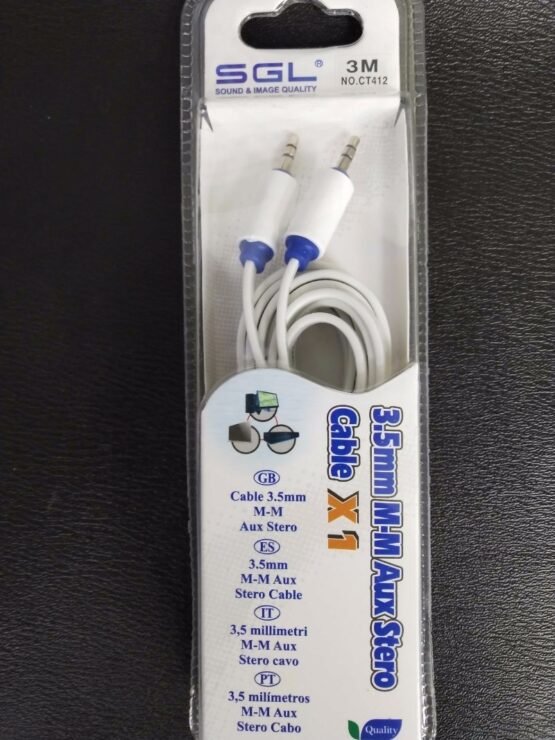 SGL®
SOUND & IMAGE QUALITY
3M
NO.CT412
3.5mm M-M Aux Stero
Cable X 1
GB
Cable 3.5mm
M-M
Aux Stero
ES
3.5mm
M-M Aux
Stero Cable
IT
3,5 millimetri
M-M Aux
Stero cavo
PT
3,5 milímetros
M-M Aux
Stero Cabo
Quality